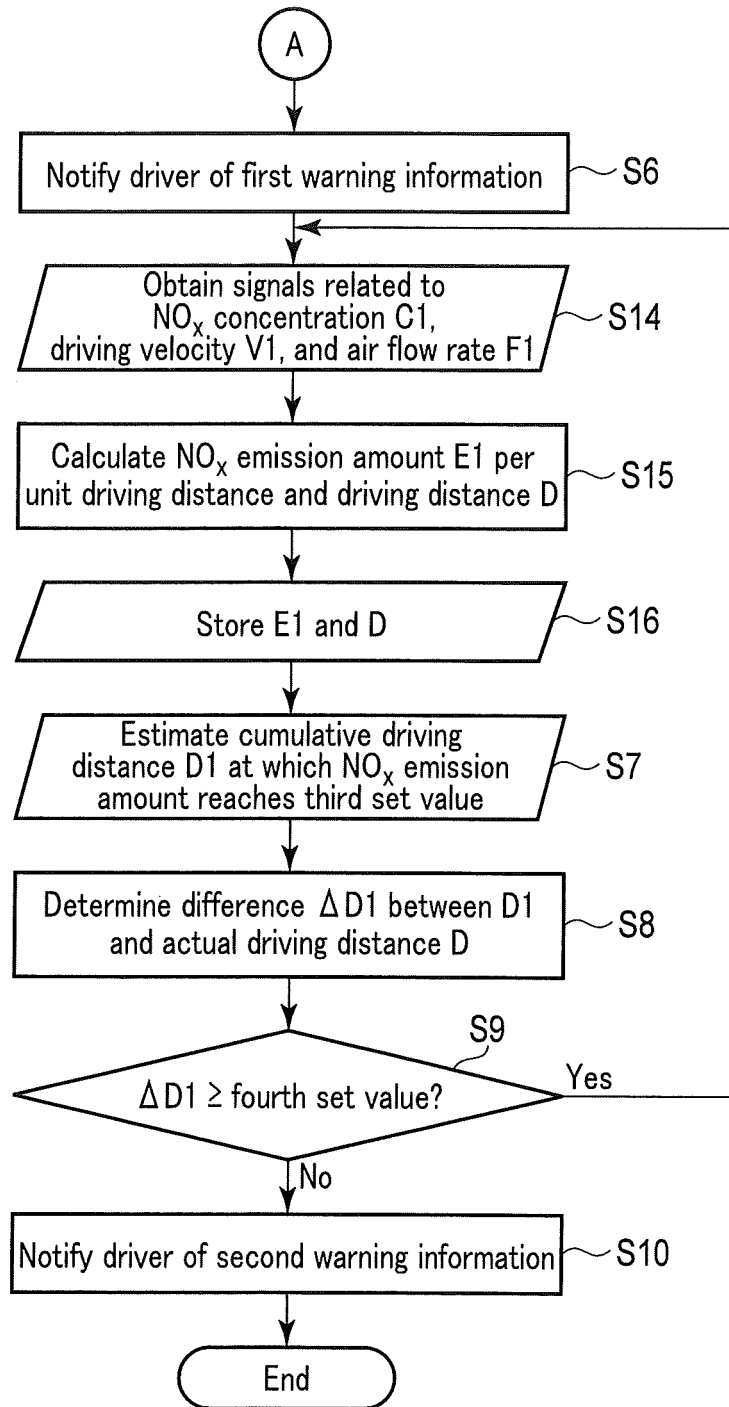 A
Notify driver of first warning information
S6
Obtain signals related to
NOx concentration C1,
driving velocity V1, and air flow rate F1
S14
Calculate NOx emission amount E1 per
unit driving distance and driving distance D
S15
Store E1 and D
S16
Estimate cumulative driving
distance D1 at which NOx emission
amount reaches third set value
S7
Determine difference ΔD1 between D1
and actual driving distance D
S8
S9
ΔD1 ≥ fourth set value?
Yes
No
Notify driver of second warning information
S10
End